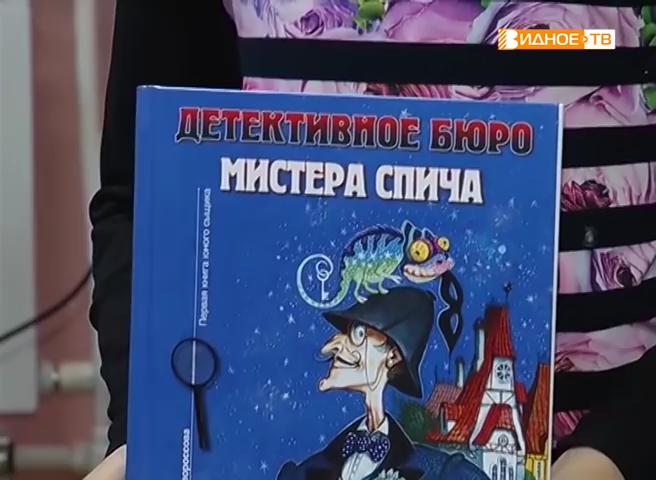 ВИДНОЕ ТВ
ДЕТЕКТИВНОЕ БЮРО
МИСТЕРА СПИЧА
Первая книга юного сыщика